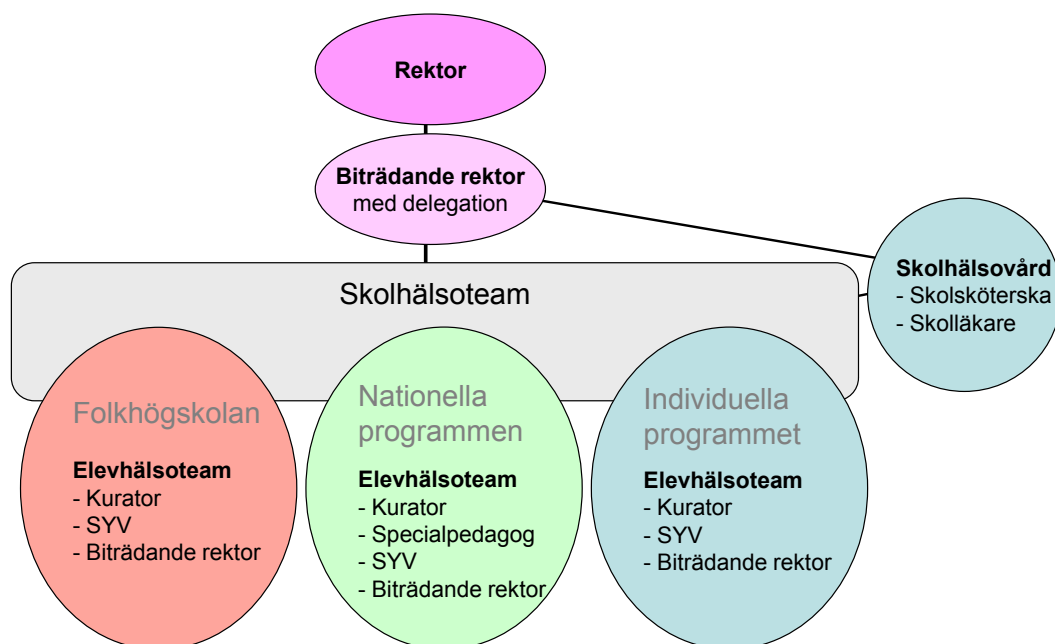 Rektor
Biträdande rektor
med delegation
Skolhälsovård
- Skolsköterska
- Skolläkare
Skolhälsoteam
Folkhögskolan
Elevhälsoteam
- Kurator
- SYV
- Biträdande rektor
Nationella
programmen
Elevhälsoteam
- Kurator
- Specialpedagog
- SYV
- Biträdande rektor
Individuella
programmet
Elevhälsoteam
- Kurator
- SYV
- Biträdande rektor